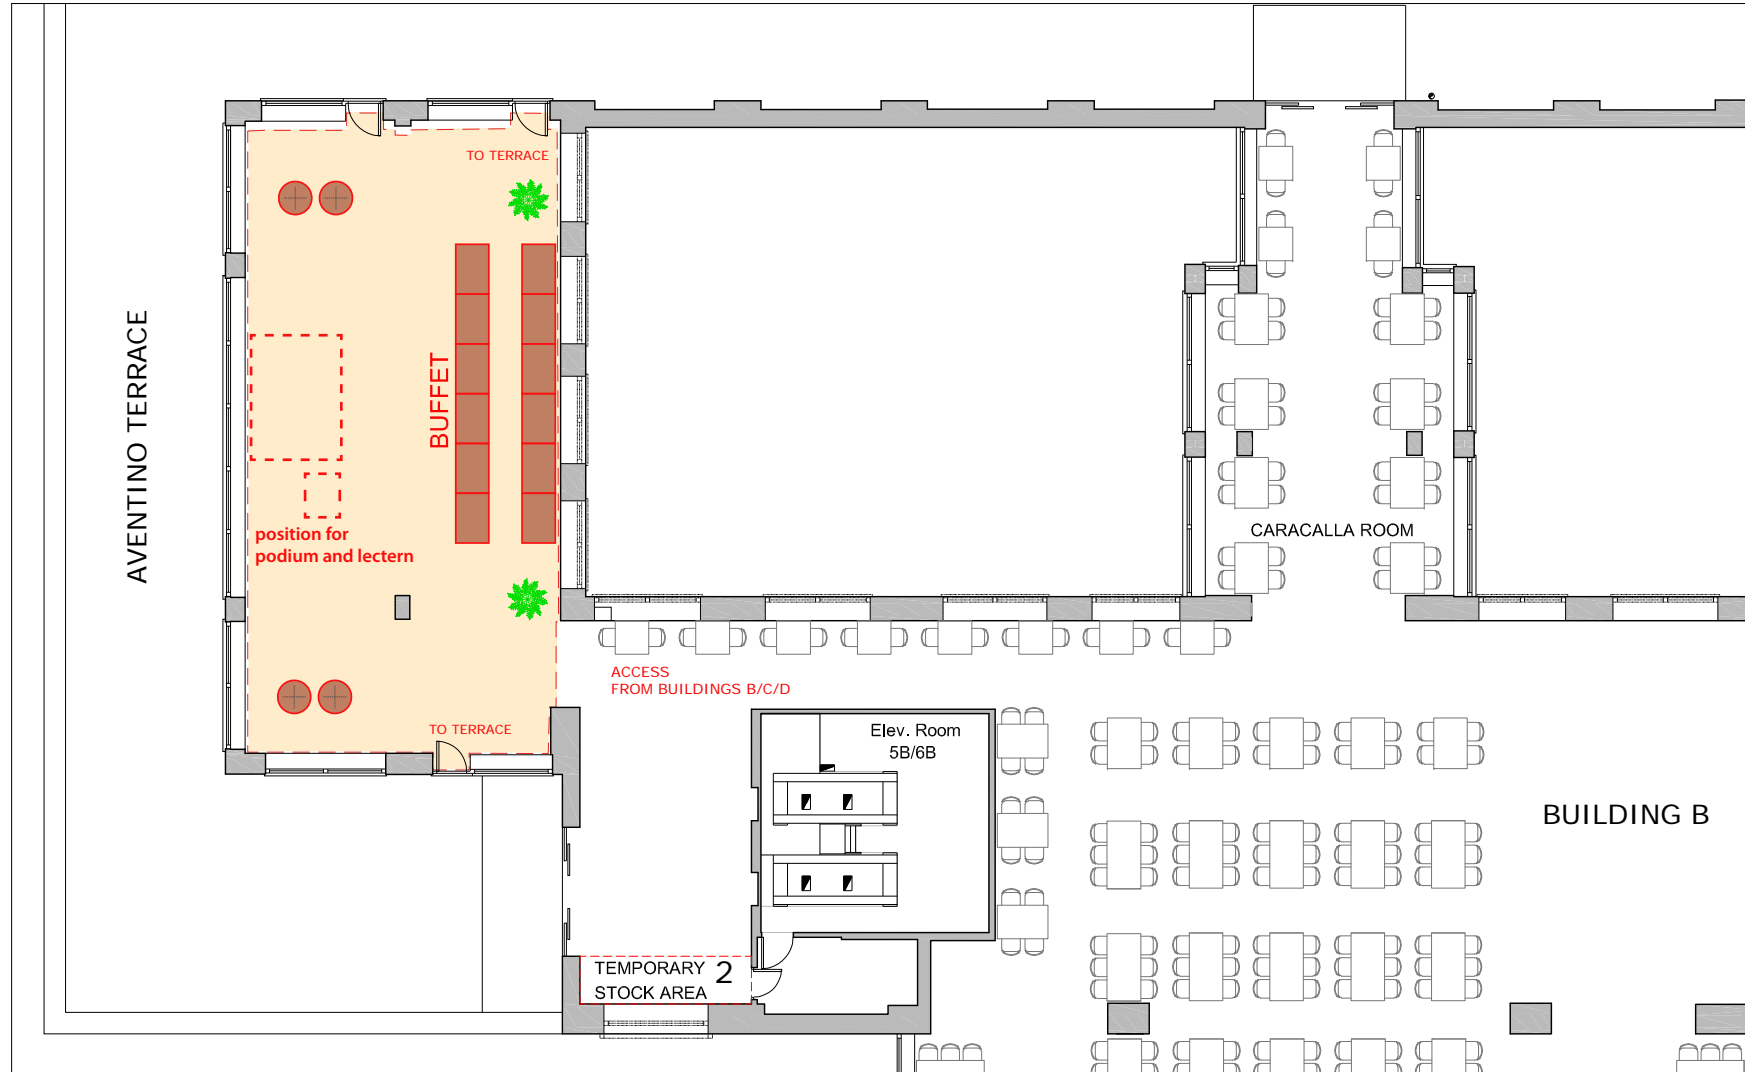 TO TERRACE
AVENTINO TERRACE
BUFFET
position for
podium and lectern
CARACALLA ROOM
ACCESS
FROM BUILDINGS B/C/D
TO TERRACE
Elev. Room
5B/6B
BUILDING B
TEMPORARY 2
STOCK AREA